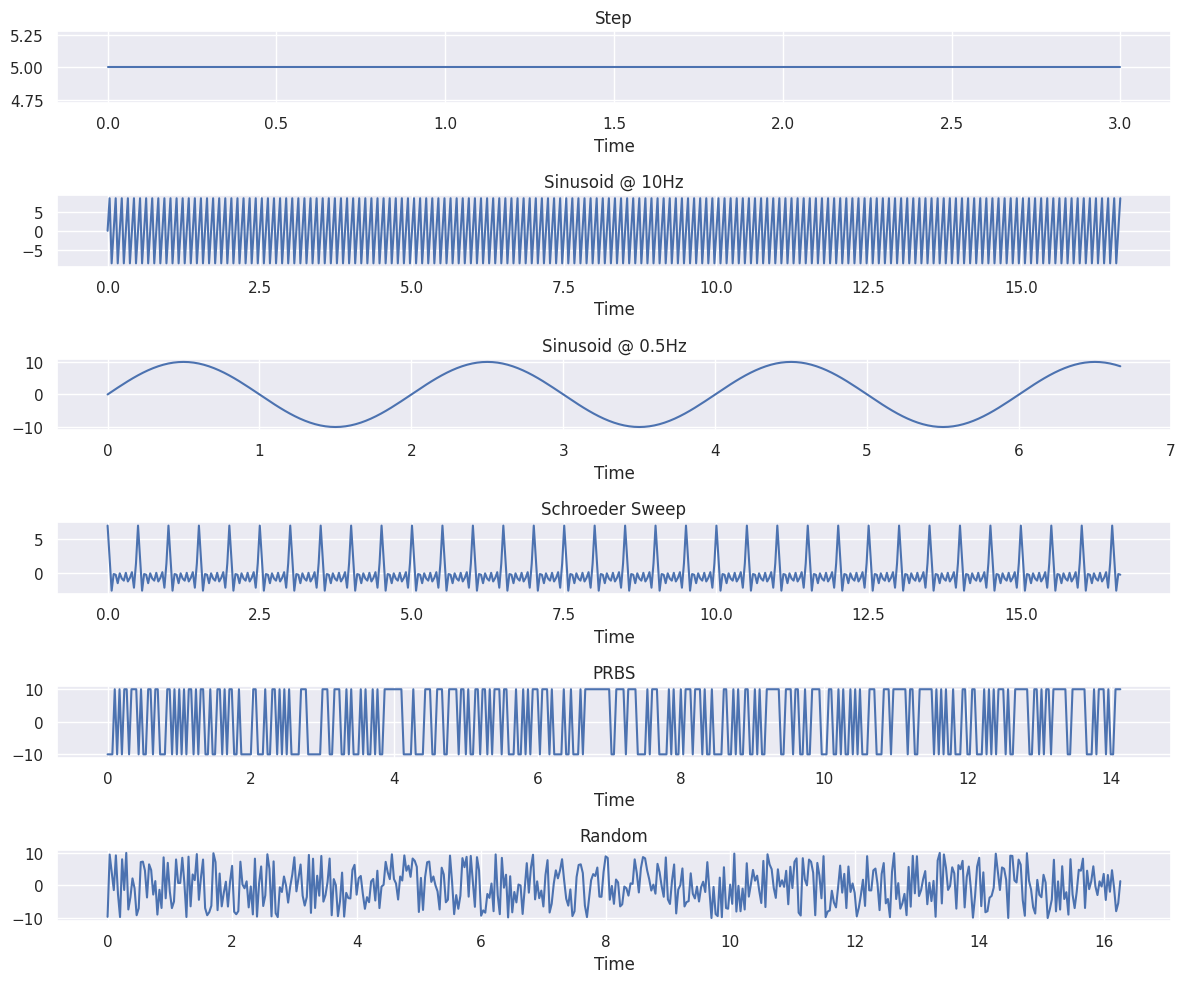 Step
5.25
5.00
4.75
0.0 0.5 1.0 1.5 2.0 2.5 3.0
Time
Sinusoid @ 10Hz
5
0
−5
0.0 2.5 5.0 7.5 10.0 12.5 15.0
Time
Sinusoid @ 0.5Hz
10
0
−10
0 1 2 3 4 5 6 7
Time
Schroeder Sweep
5
0
0.0 2.5 5.0 7.5 10.0 12.5 15.0
Time
PRBS
10
0
−10
0 2 4 6 8 10 12 14
Time
Random
10
0
−10
0 2 4 6 8 10 12 14 16
Time